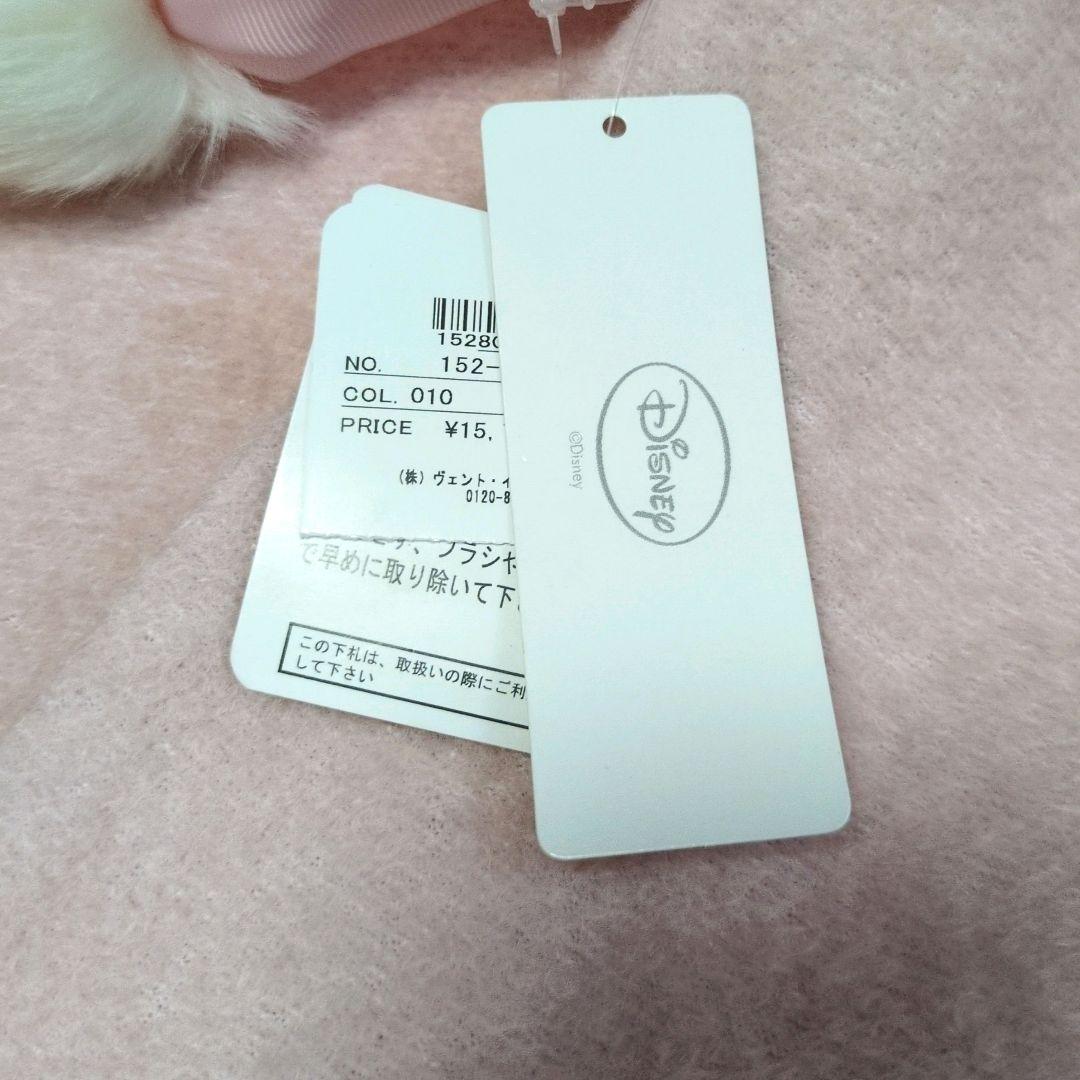 1528
NO. 152-
COL. 010
PRICE ¥15,
(株) ヴェント・イ
0120-8
で早めに取り除いて下
この下札は、取扱いの際にご利
して下さい
©Disney
Disney